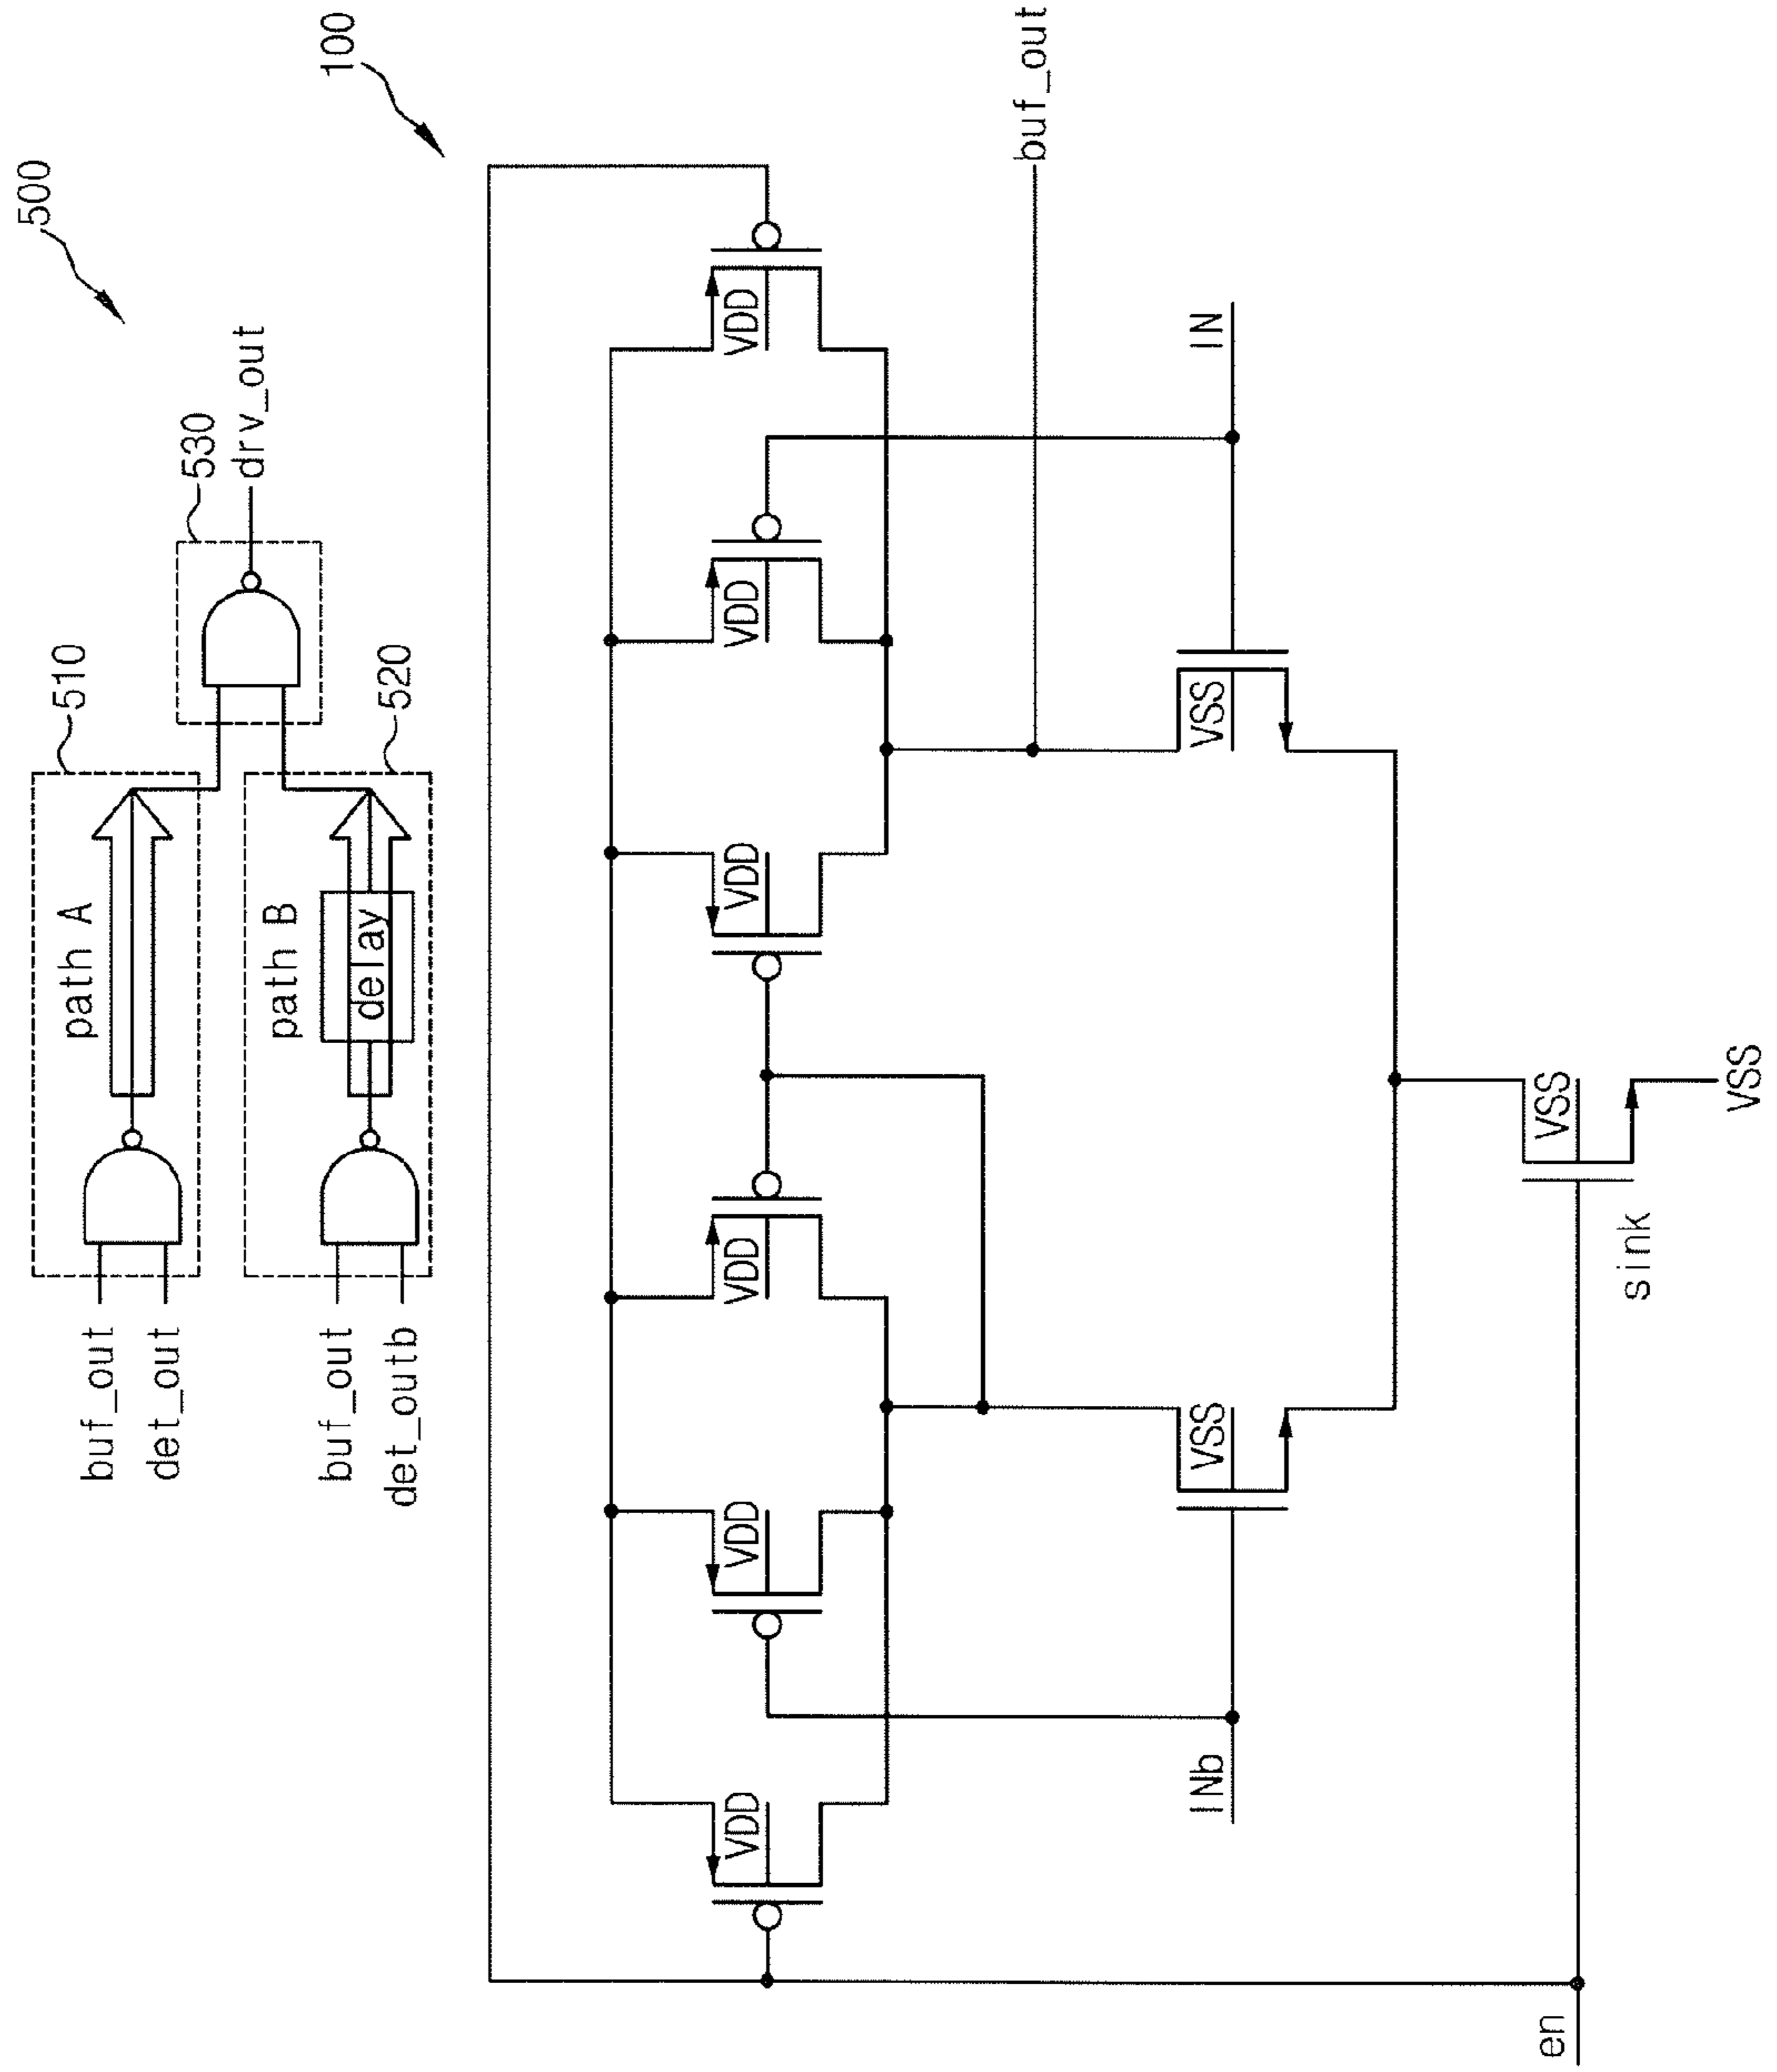 500
510
path A
buf_out
det_out
530
drv_out
520
path B
delay
buf_out
det_outb
100
VDD
VDD
VDD
VDD
VDD
VDD
buf_out
INb
VSS
VSS
IN
en
sink
VSS
VSS